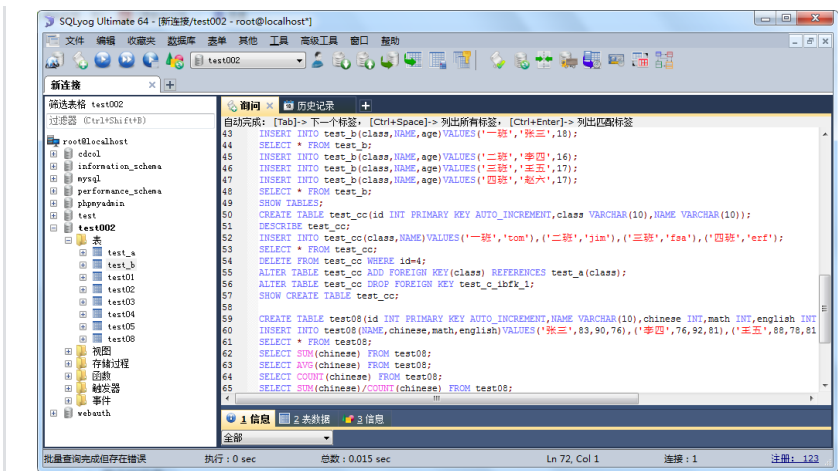 SQLyog Ultimate 64 - [新连接/test002 - root@localhost*]
文件 编辑 收藏夹 数据库 表单 其他 工具 高级工具 窗口 帮助
test002
新连接
筛选表格 test002
过滤器 (Ctrl+Shift+B)
root@localhost
cdcol
information_schema
mysql
performance_schema
phpmyadmin
test
test002
表
test_a
test_b
test01
test02
test03
test04
test05
test08
视图
存储过程
函数
触发器
事件
webauth
询问 历史记录
自动完成: [Tab]-> 下一个标签, [Ctrl+Space]-> 列出所有标签, [Ctrl+Enter]-> 列出匹配标签
43 INSERT INTO test_b(class,NAME,age)VALUES('一班','张三',18);
44 SELECT * FROM test_b;
45 INSERT INTO test_b(class,NAME,age)VALUES('二班','李四',16);
46 INSERT INTO test_b(class,NAME,age)VALUES('三班','王五',17);
47 INSERT INTO test_b(class,NAME,age)VALUES('四班','赵六',17);
48 SELECT * FROM test_b;
49 SHOW TABLES;
50 CREATE TABLE test_cc(id INT PRIMARY KEY AUTO_INCREMENT,class VARCHAR(10),NAME VARCHAR(10));
51 DESCRIBE test_cc;
52 INSERT INTO test_cc(class,NAME)VALUES('一班','tom'),('二班','jim'),('三班','fsa'),('四班','erf');
53 SELECT * FROM test_cc;
54 DELETE FROM test_cc WHERE id=4;
55 ALTER TABLE test_cc ADD FOREIGN KEY(class) REFERENCES test_a(class);
56 ALTER TABLE test_cc DROP FOREIGN KEY test_c_ibfk_1;
57 SHOW CREATE TABLE test_cc;
58
59 CREATE TABLE test08(id INT PRIMARY KEY AUTO_INCREMENT,NAME VARCHAR(10),chinese INT,math INT,english INT
60 INSERT INTO test08(NAME,chinese,math,english)VALUES('张三',83,90,76),('李四',76,92,81),('王五',88,78,81
61 SELECT * FROM test08;
62 SELECT SUM(chinese) FROM test08;
63 SELECT AVG(chinese) FROM test08;
64 SELECT COUNT(chinese) FROM test08;
65 SELECT SUM(chinese)/COUNT(chinese) FROM test08;
1 信息 2 表数据 3 信息
全部
批量查询完成但存在错误 执行：0 sec 总数：0.015 sec Ln 72, Col 1 连接：1 注册: 123